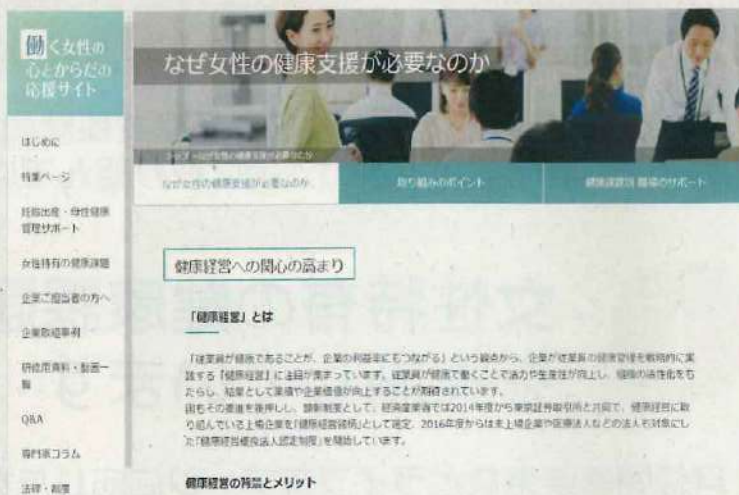 働く女性の
心とからだの
応援サイト
なぜ女性の健康支援が必要なのか
トップ > なぜ女性の健康支援が必要なのか
なぜ女性の健康支援が必要なのか
取り組みのポイント
健康課題別 職場のサポート
はじめに
特集ページ
妊娠出産・母性健康
管理サポート
女性特有の健康課題
企業ご担当者の方へ
企業取組事例
研修用資料・動画一
覧
Q&A
専門家コラム
法律・制度
健康経営への関心の高まり
「健康経営」とは
「従業員が健康であることが、企業の利益率にもつながる」という観点から、企業が従業員の健康管理を戦略的に実
践する「健康経営」に注目が集まっています。従業員が健康で働くことで活力や生産性が向上し、組織の活性化をも
たらし、結果として業績や企業価値が向上することが期待されています。
国もその推進を後押しし、顕彰制度として、経済産業省では2014年度から東京証券取引所と共同で、健康経営に取
り組んでいる上場企業を「健康経営銘柄」として選定、2016年度からは未上場企業や医療法人などの法人も対象にし
た「健康経営優良法人認定制度」を開始しています。
健康経営の背景とメリット